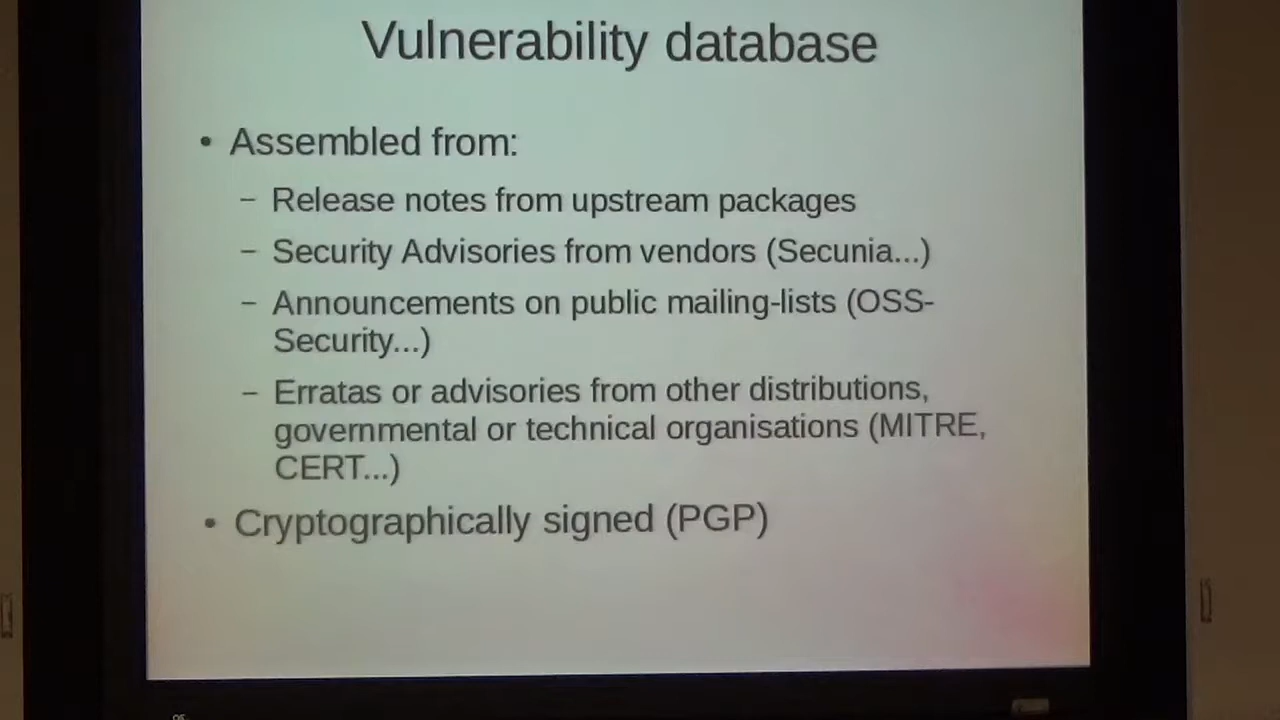 Vulnerability database
• Assembled from:
– Release notes from upstream packages
– Security Advisories from vendors (Secunia...)
– Announcements on public mailing-lists (OSS-
Security...)
– Erratas or advisories from other distributions,
governmental or technical organisations (MITRE,
CERT...)
• Cryptographically signed (PGP)